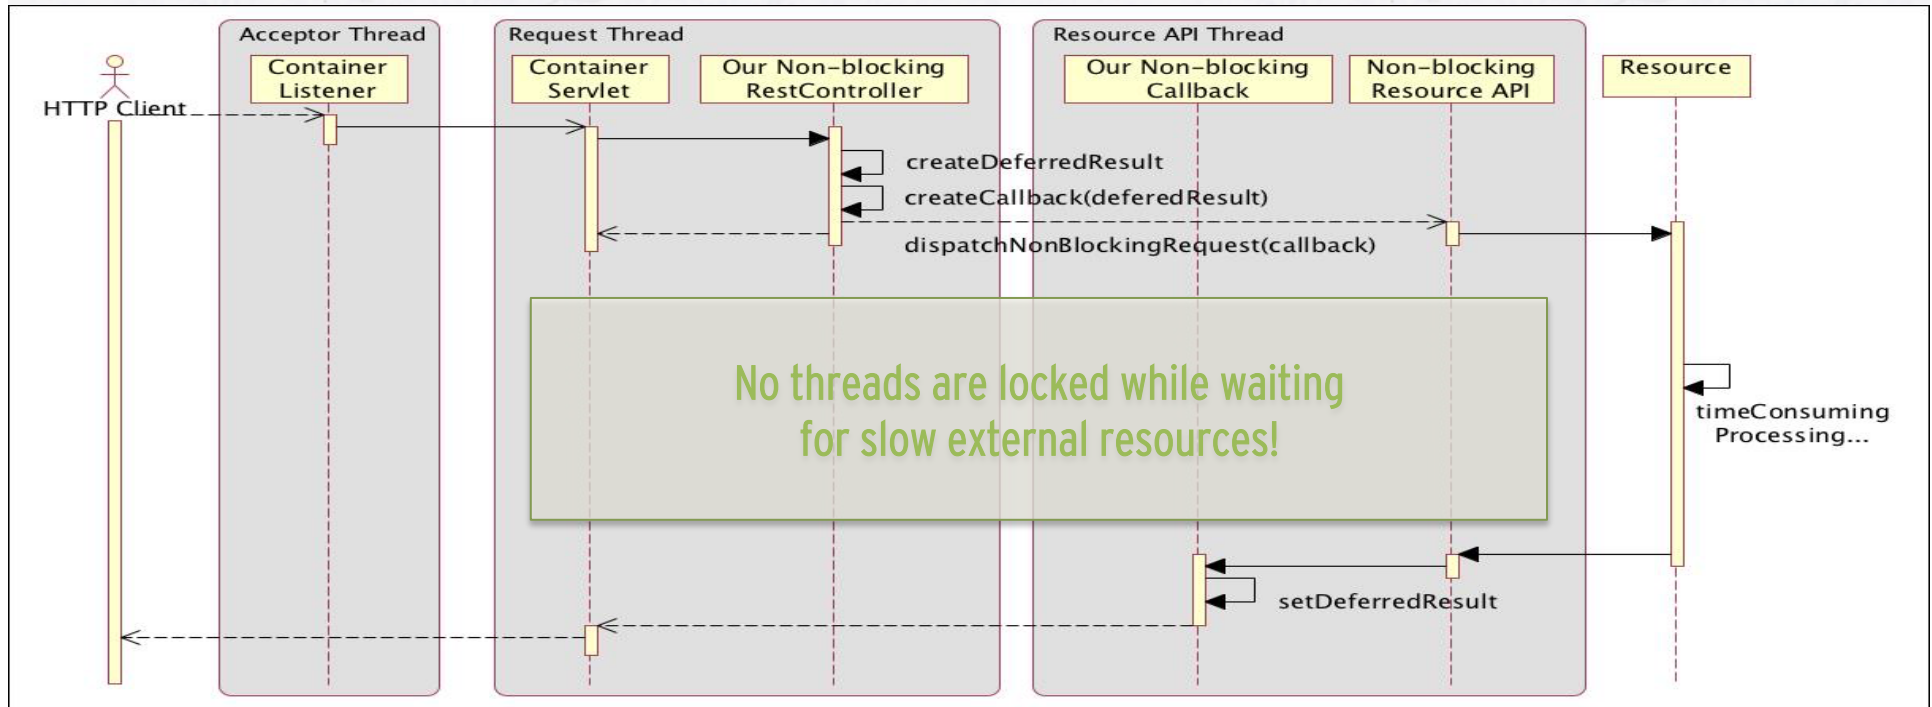 Acceptor Thread
Request Thread
Resource API Thread
HTTP Client
Container
Listener
Container
Servlet
Our Non-blocking
RestController
Our Non-blocking
Callback
Non-blocking
Resource API
Resource
createDeferredResult
createCallback(deferedResult)
dispatchNonBlockingRequest(callback)
No threads are locked while waiting
for slow external resources!
timeConsuming
Processing...
setDeferredResult